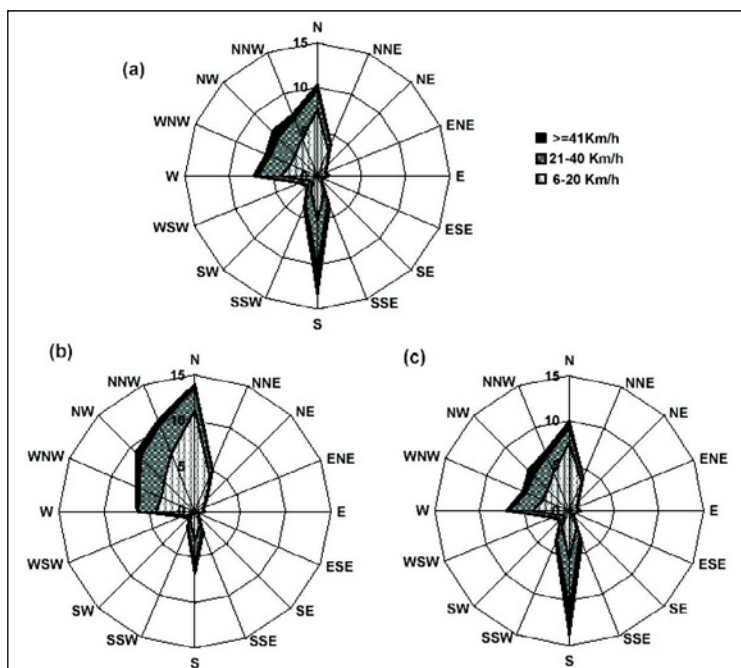 (a)
N
NNE
NE
ENE
E
ESE
SE
SSE
S
SSW
SW
WSW
W
WNW
NW
NNW
15
10
>=41Km/h
21-40 Km/h
6-20 Km/h
(b)
N
NNE
NE
ENE
E
ESE
SE
SSE
S
SSW
SW
WSW
W
WNW
NW
NNW
15
10
5
0
(c)
N
NNE
NE
ENE
E
ESE
SE
SSE
S
SSW
SW
WSW
W
WNW
NW
NNW
15
10